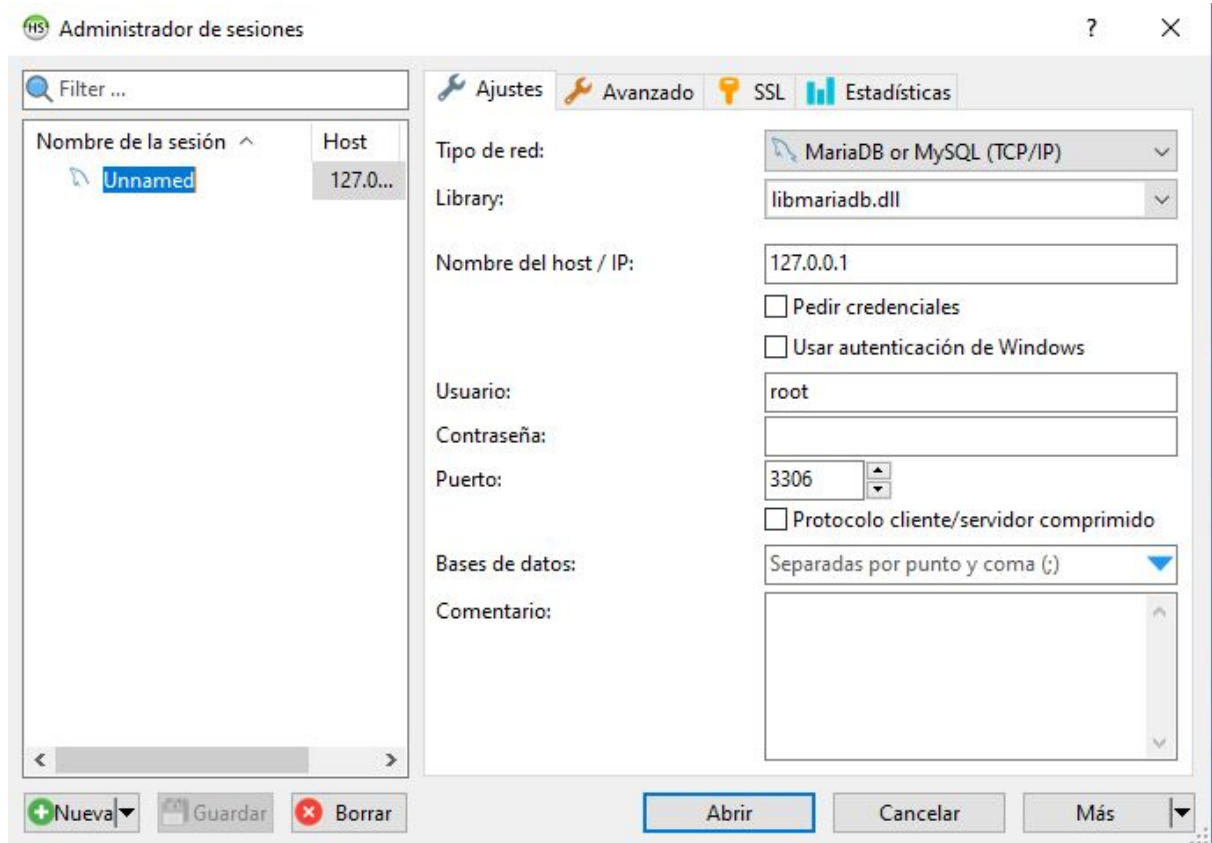 HS Administrador de sesiones ?
Filter ...
Nombre de la sesión Host
Unnamed 127.0...
Ajustes Avanzado SSL Estadísticas
Tipo de red: MariaDB or MySQL (TCP/IP)
Library: libmariadb.dll
Nombre del host / IP: 127.0.0.1
Pedir credenciales
Usar autenticación de Windows
Usuario: root
Contraseña:
Puerto: 3306
Protocolo cliente/servidor comprimido
Bases de datos: Separadas por punto y coma (;)
Comentario:
Nueva Guardar Borrar Abrir Cancelar Más